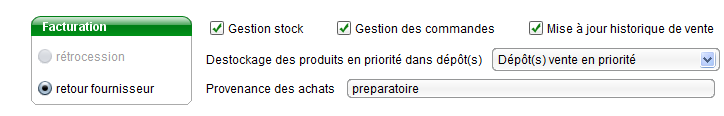 Facturation
rétrocession
retour fournisseur
Gestion stock
Gestion des commandes
Mise à jour historique de vente
Destockage des produits en priorité dans dépôt(s)
Dépôt(s) vente en priorité
Provenance des achats
preparatoire